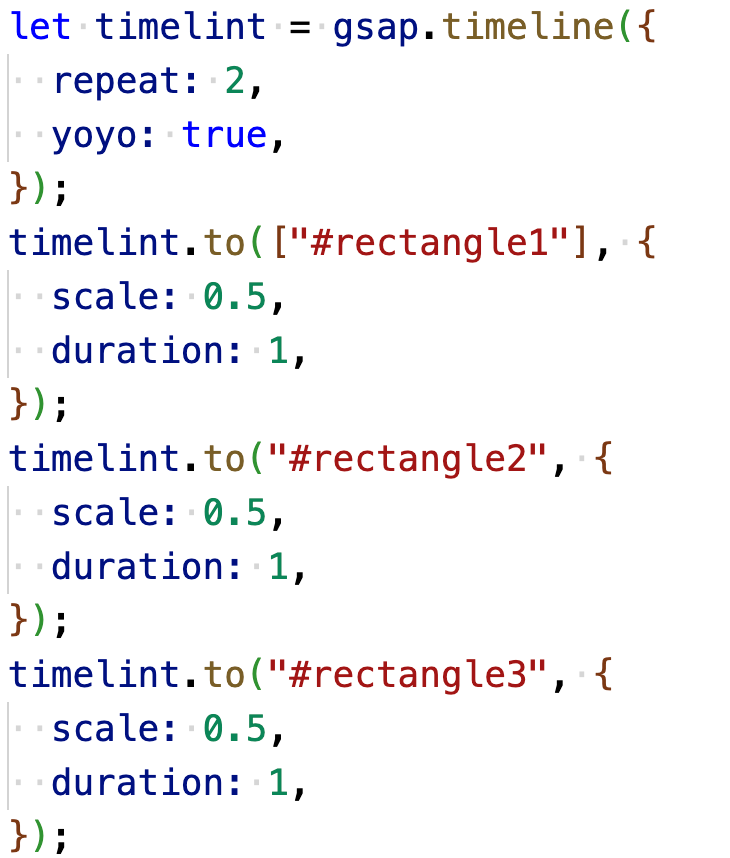 let timelint = gsap.timeline({
  repeat: 2,
  yoyo: true,
});
timelint.to(["#rectangle1"], {
  scale: 0.5,
  duration: 1,
});
timelint.to("#rectangle2", {
  scale: 0.5,
  duration: 1,
});
timelint.to("#rectangle3", {
  scale: 0.5,
  duration: 1,
});